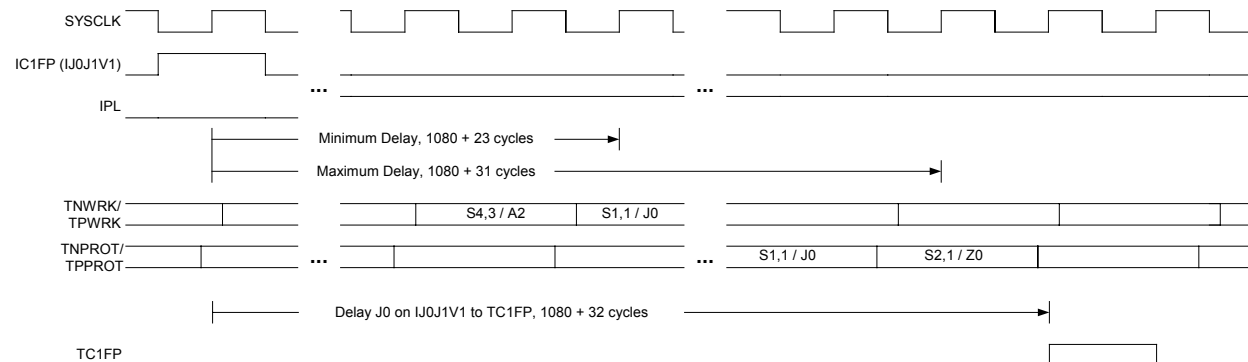 SYSCLK
IC1FP (IJ0J1V1)
... ...
IPL
Minimum Delay, 1080 + 23 cycles
Maximum Delay, 1080 + 31 cycles
TNWRK/
TPWRK
S4,3 / A2 S1,1 / J0
TNPROT/
TPPROT
... ... S1,1 / J0 S2,1 / Z0
Delay J0 on IJ0J1V1 to TC1FP, 1080 + 32 cycles
TC1FP